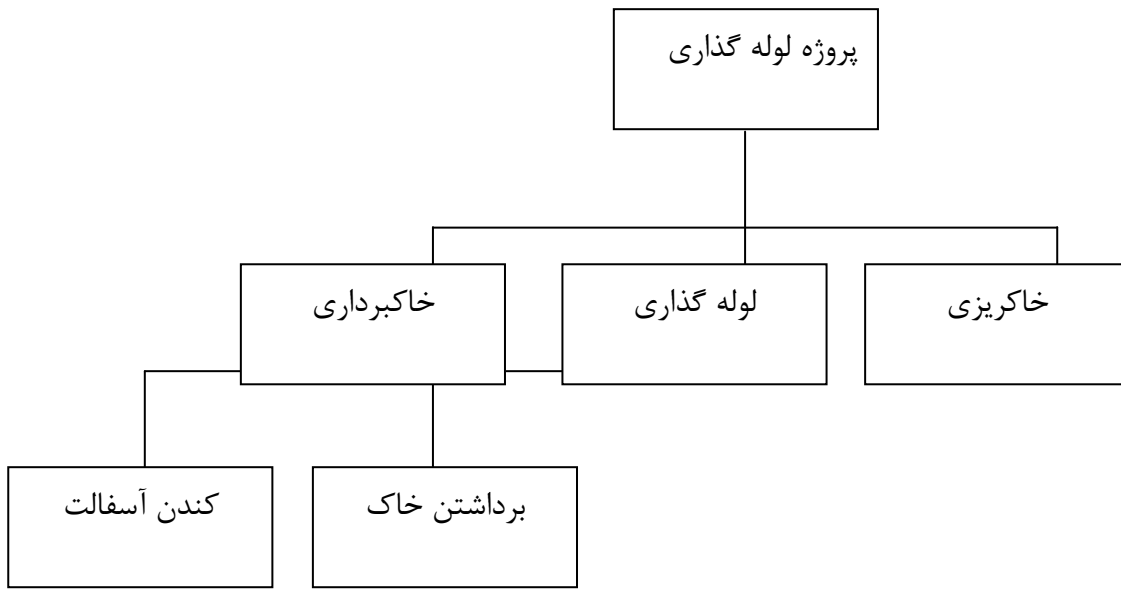 پروژه لوله گذاری
خاکریزی
لوله گذاری
خاکبرداری
برداشتن خاک
کندن آسفالت